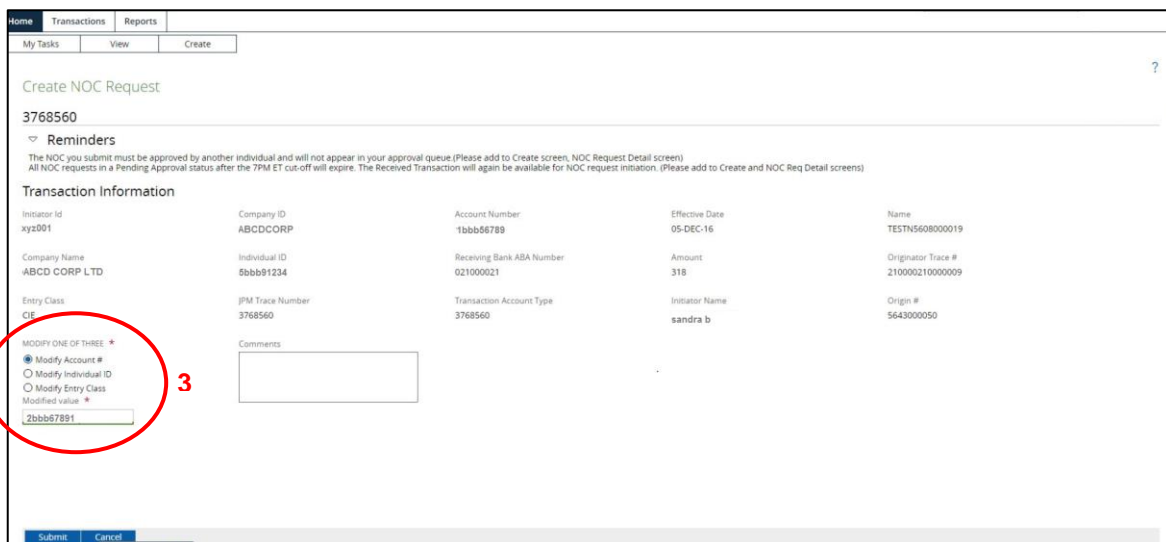 Home Transactions Reports
My Tasks View Create
?
Create NOC Request
3768560
Reminders
The NOC you submit must be approved by another individual and will not appear in your approval queue.(Please add to Create screen, NOC Request Detail screen)
All NOC requests in a Pending Approval status after the 7PM ET cut-off will expire. The Received Transaction will again be available for NOC request initiation. (Please add to Create and NOC Req Detail screens)
Transaction Information
Initiator Id Company ID Account Number Effective Date Name
xyz001 ABCDCORP 1bbb56789 05-DEC-16 TESTN5608000019
Company Name Individual ID Receiving Bank ABA Number Amount Originator Trace #
ABCD CORP LTD 5bbb91234 021000021 318 210000210000009
Entry Class JPM Trace Number Transaction Account Type Initiator Name Origin #
CIE 3768560 3768560 sandra b 5643000050
MODIFY ONE OF THREE * Comments
Modify Account #
Modify Individual ID
Modify Entry Class
3
Modified value *
2bbb67891
Submit Cancel